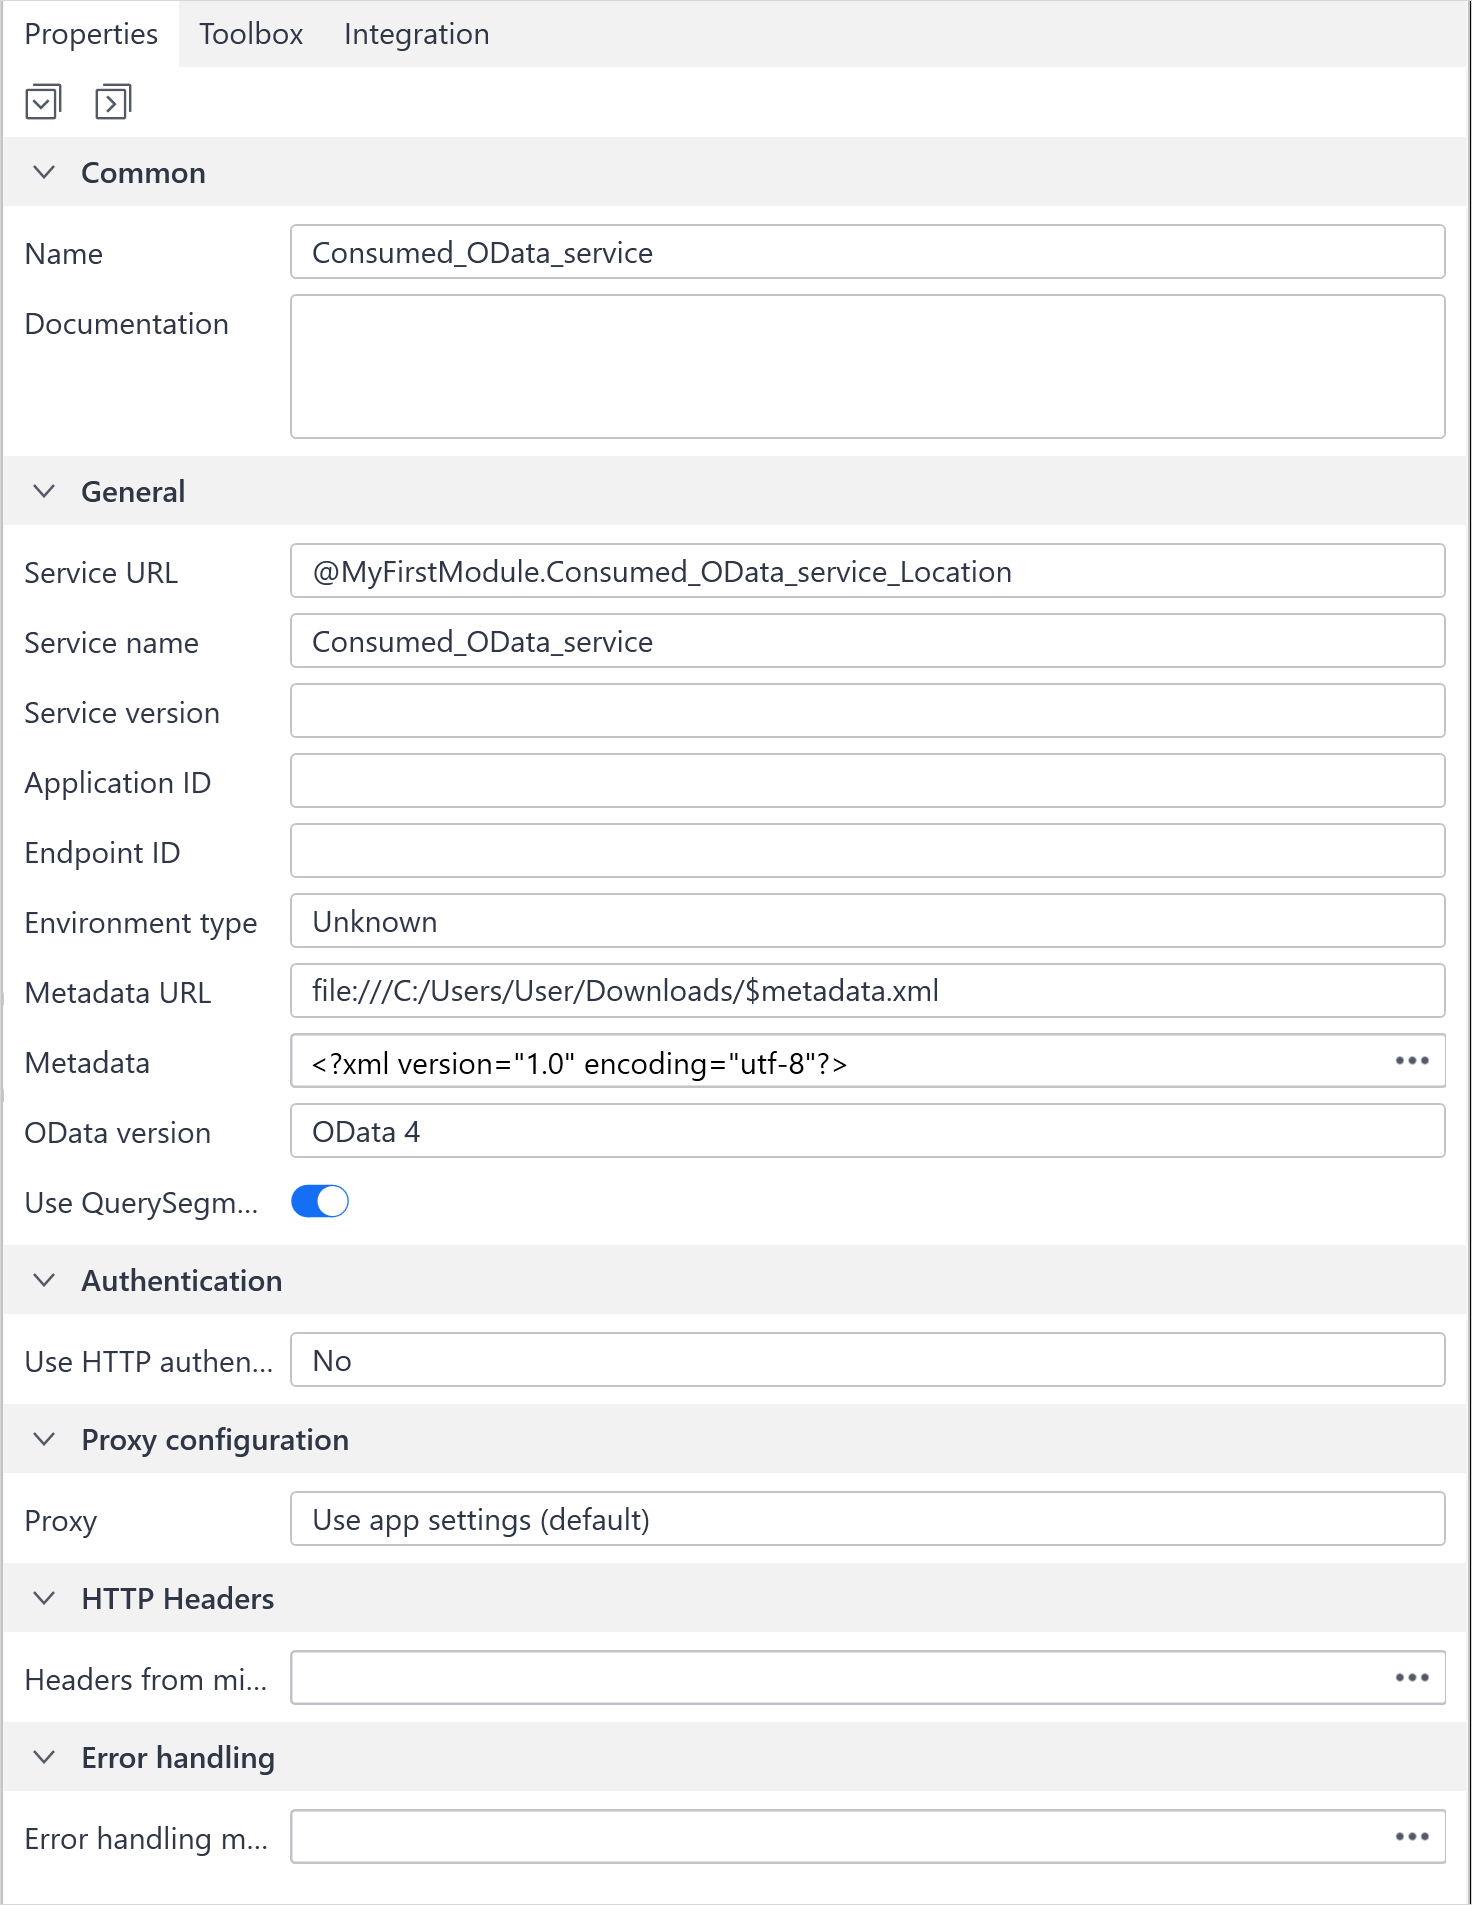 Properties Toolbox Integration
Common
Name Consumed_OData_service
Documentation
General
Service URL @MyFirstModule.Consumed_OData_service_Location
Service name Consumed_OData_service
Service version
Application ID
Endpoint ID
Environment type Unknown
Metadata URL file:///C:/Users/User/Downloads/$metadata.xml
Metadata <?xml version="1.0" encoding="utf-8"?>
OData version OData 4
Use QuerySegm...
Authentication
Use HTTP authen... No
Proxy configuration
Proxy Use app settings (default)
HTTP Headers
Headers from mi...
Error handling
Error handling m...